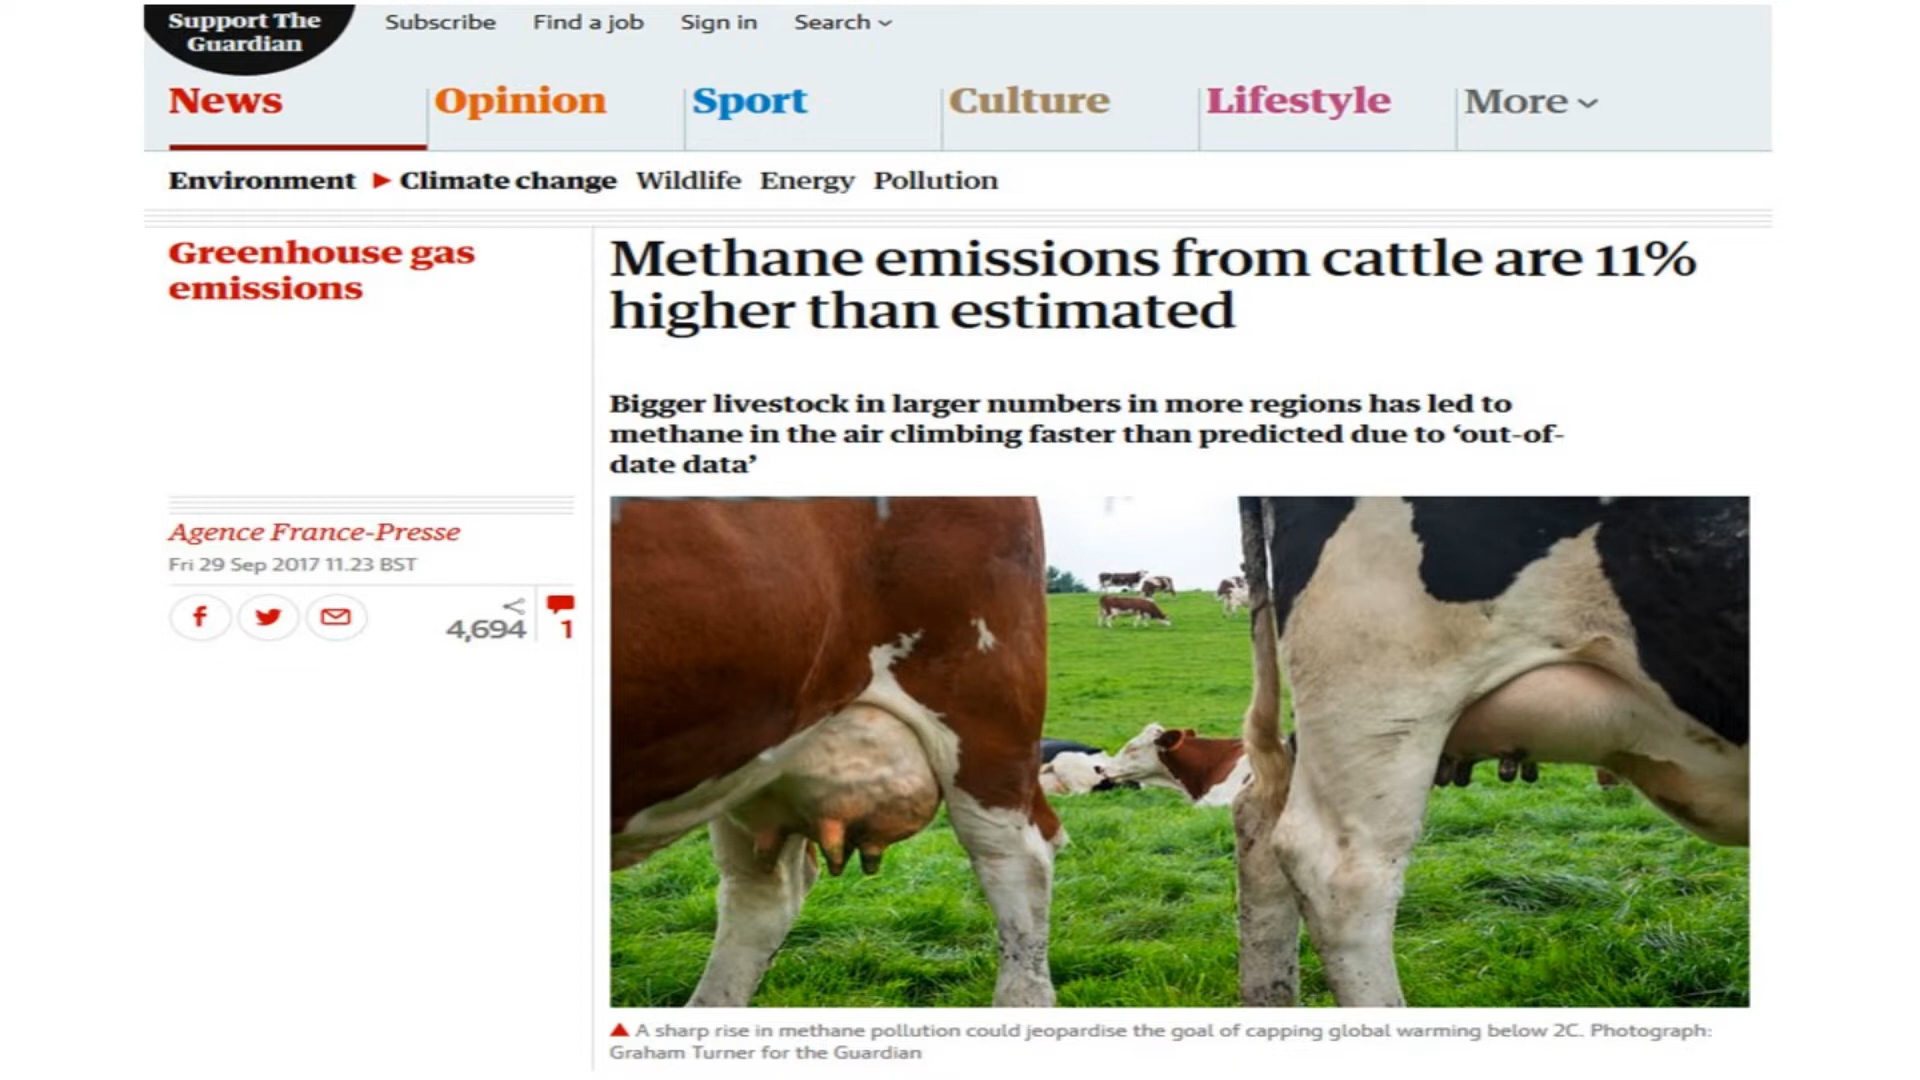 Support The
Guardian
Subscribe Find a job Sign in Search
News Opinion Sport Culture Lifestyle More
Environment Climate change Wildlife Energy Pollution
Greenhouse gas
emissions
Methane emissions from cattle are 11%
higher than estimated
Bigger livestock in larger numbers in more regions has led to
methane in the air climbing faster than predicted due to ‘out-of-
date data’
Agence France-Presse
Fri 29 Sep 2017 11.23 BST
4,694 1
A sharp rise in methane pollution could jeopardise the goal of capping global warming below 2C. Photograph:
Graham Turner for the Guardian